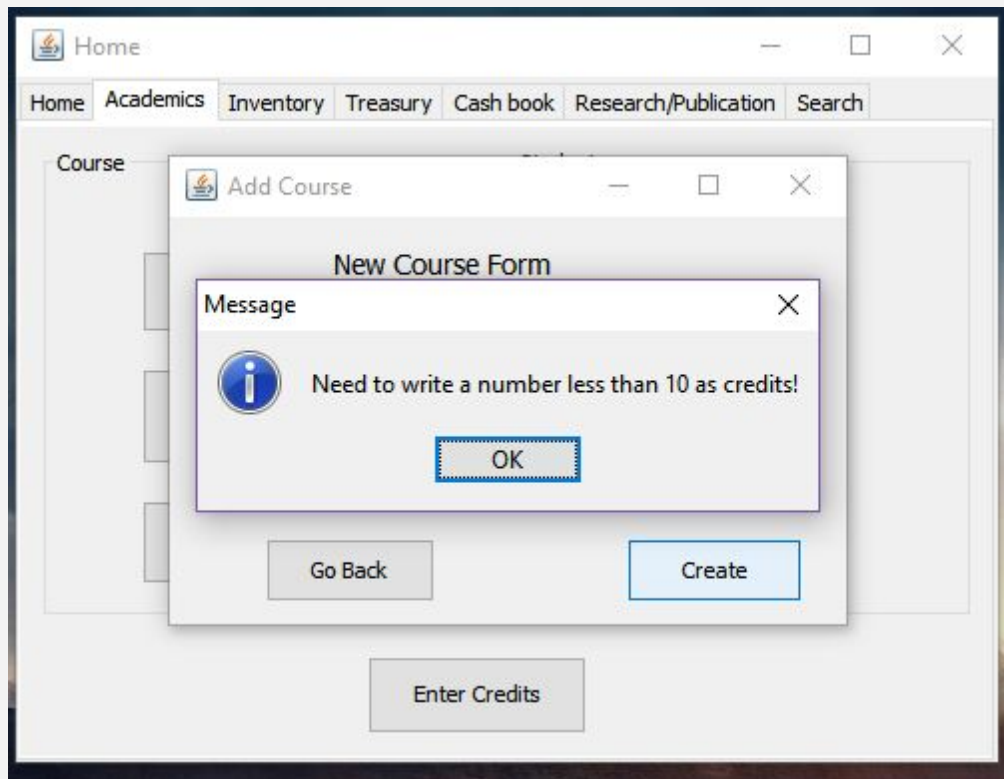 Home
Home Academics Inventory Treasury Cash book Research/Publication Search
Course
Add Course
New Course Form
Message
Need to write a number less than 10 as credits!
OK
Go Back Create
Enter Credits